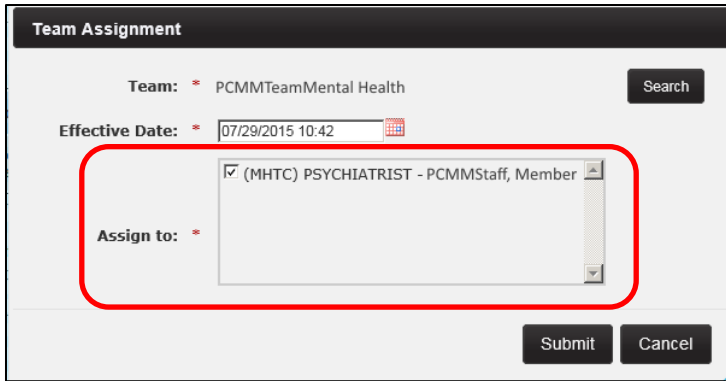 Team Assignment
Team: * PCMMTeamMental Health Search
Effective Date: * 07/29/2015 10:42
(MHTC) PSYCHIATRIST - PCMMStaff, Member
Assign to: *
Submit Cancel